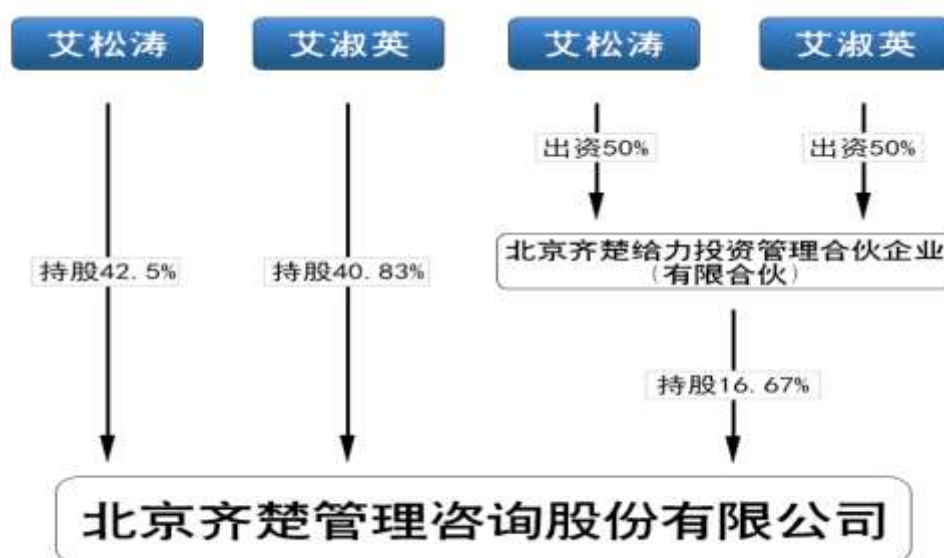 艾松涛
艾淑英
艾松涛
艾淑英
出资50%
出资50%
北京齐楚给力投资管理合伙企业
（有限合伙）
持股42.5%
持股40.83%
持股16.67%
北京齐楚管理咨询股份有限公司